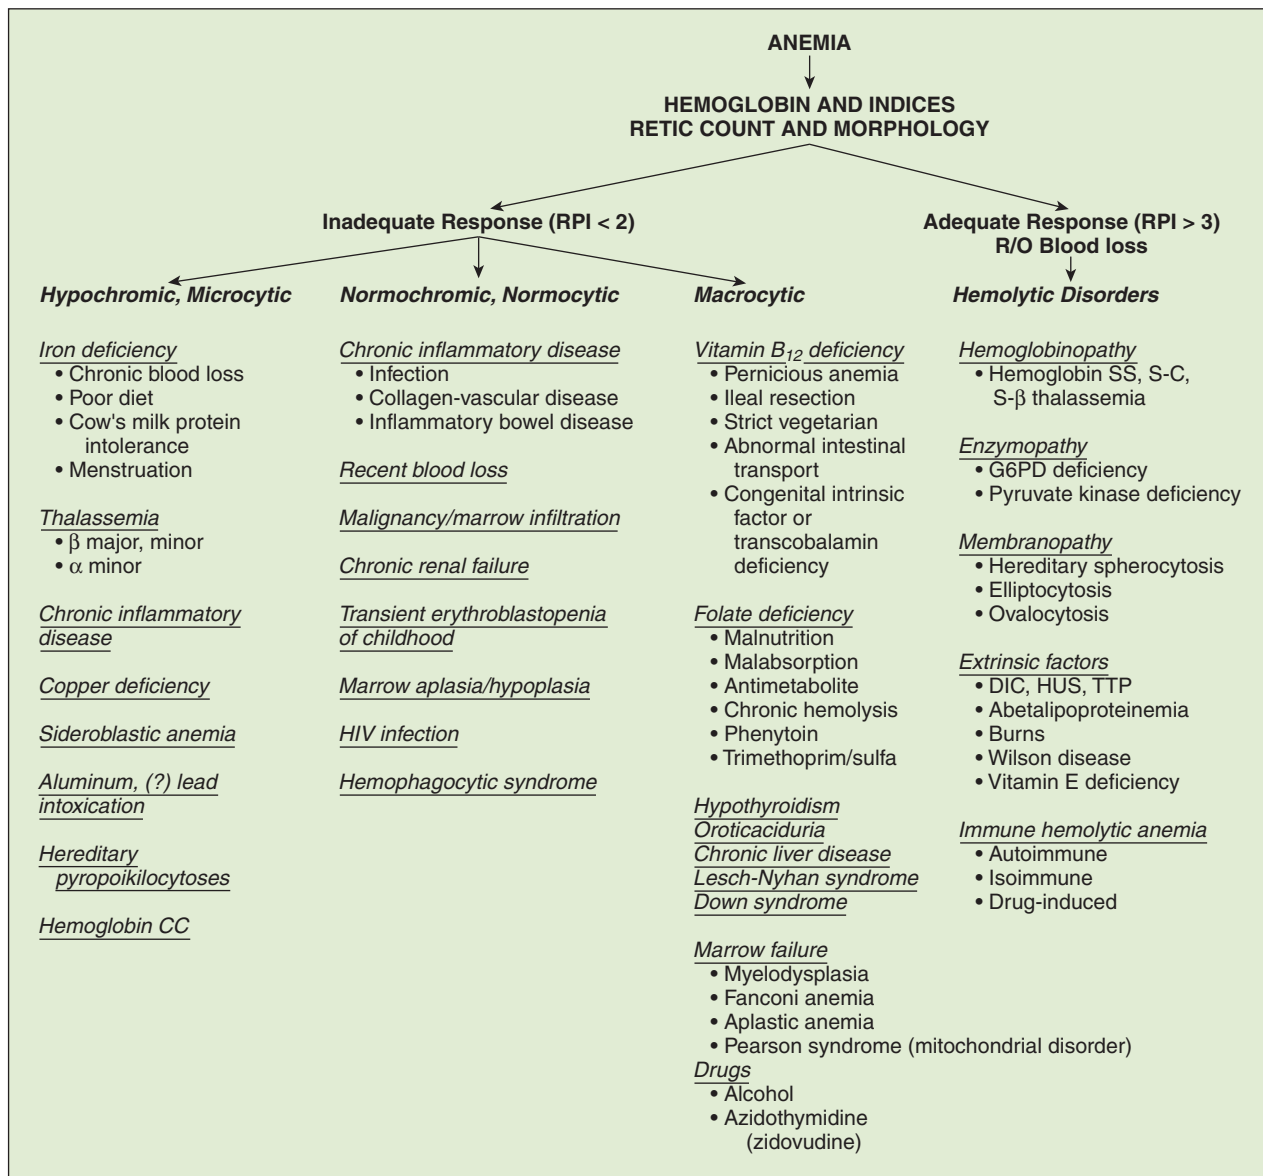 ANEMIA
HEMOGLOBIN AND INDICES
RETIC COUNT AND MORPHOLOGY
Inadequate Response (RPI < 2)
Adequate Response (RPI > 3)
R/O Blood loss
Hypochromic, Microcytic
Iron deficiency
• Chronic blood loss
• Poor diet
• Cow's milk protein
intolerance
• Menstruation
Thalassemia
• β major, minor
• α minor
Chronic inflammatory
disease
Copper deficiency
Sideroblastic anemia
Aluminum, (?) lead
intoxication
Hereditary
pyropoikilocytoses
Hemoglobin CC
Normochromic, Normocytic
Chronic inflammatory disease
• Infection
• Collagen-vascular disease
• Inflammatory bowel disease
Recent blood loss
Malignancy/marrow infiltration
Chronic renal failure
Transient erythroblastopenia
of childhood
Marrow aplasia/hypoplasia
HIV infection
Hemophagocytic syndrome
Macrocytic
Vitamin B12 deficiency
• Pernicious anemia
• Ileal resection
• Strict vegetarian
• Abnormal intestinal
transport
• Congenital intrinsic
factor or
transcobalamin
deficiency
Folate deficiency
• Malnutrition
• Malabsorption
• Antimetabolite
• Chronic hemolysis
• Phenytoin
• Trimethoprim/sulfa
Hypothyroidism
Oroticaciduria
Chronic liver disease
Lesch-Nyhan syndrome
Down syndrome
Marrow failure
• Myelodysplasia
• Fanconi anemia
• Aplastic anemia
• Pearson syndrome (mitochondrial disorder)
Drugs
• Alcohol
• Azidothymidine
(zidovudine)
Hemolytic Disorders
Hemoglobinopathy
• Hemoglobin SS, S-C,
S-β thalassemia
Enzymopathy
• G6PD deficiency
• Pyruvate kinase deficiency
Membranopathy
• Hereditary spherocytosis
• Elliptocytosis
• Ovalocytosis
Extrinsic factors
• DIC, HUS, TTP
• Abetalipoproteinemia
• Burns
• Wilson disease
• Vitamin E deficiency
Immune hemolytic anemia
• Autoimmune
• Isoimmune
• Drug-induced